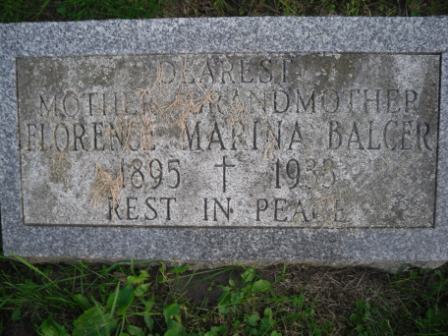 DEAREST
MOTHER GRANDMOTHER
FLORENCE MARINA BALCER
1895 †
REST IN PEACE